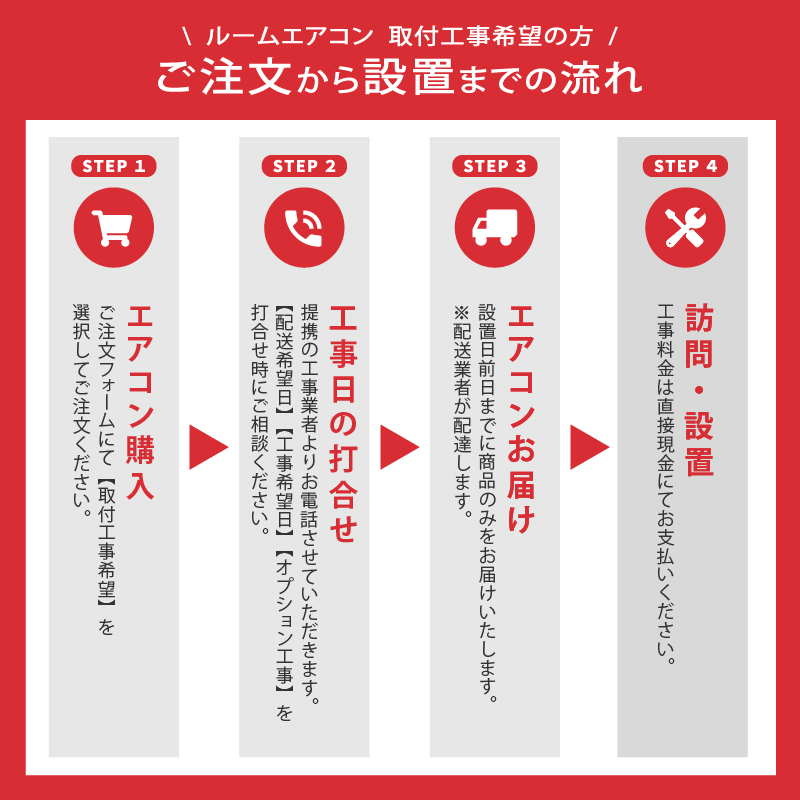 \ ルームエアコン 取付工事希望の方 /
ご注文から設置までの流れ
STEP 1
エアコン購入
ご注文フォームにて【取付工事希望】を
選択してご注文ください。
STEP 2
工事日の打合せ
提携の工事業者よりお電話させていただきます。
【配送希望日】【工事希望日】【オプション工事】を
打合せ時にご相談ください。
STEP 3
エアコンお届け
設置日前日までに商品のみをお届けいたします。
※配送業者が配達します。
STEP 4
訪問・設置
工事料金は直接現金にてお支払いください。